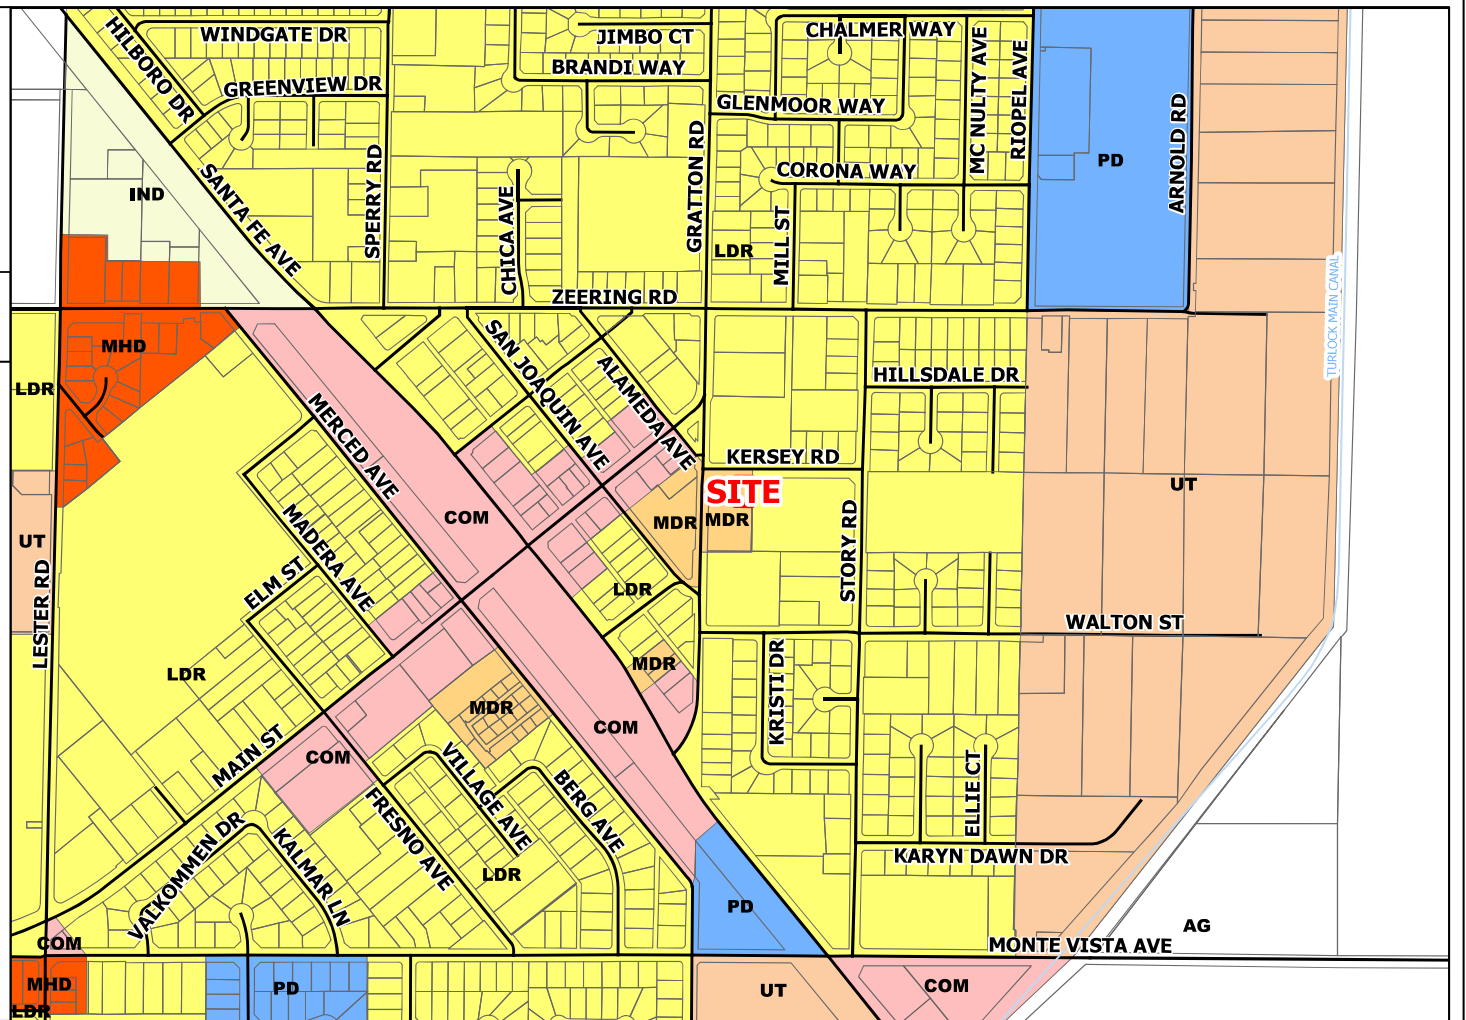 WINDGATE DR
JIMBO CT
CHALMER WAY
HILBORO DR
BRANDI WAY
MC NULTY AVE
RIOPEL AVE
GREENVIEW DR
GLENMOOR WAY
ARNOLD RD
PD
GRATTON RD
CORONA WAY
IND
SANTA FE AVE
SPERRY RD
CHICA AVE
MILL ST
LDR
ZEERING RD
TURLOCK MAIN CANAL
MHD
LDR
SAN JOAQUIN AVE
ALAMEDA AVE
HILLSDALE DR
MERCED AVE
KERSEY RD
SITE
UT
COM
MDR
MDR
STORY RD
UT
MADERA AVE
ELM ST
LDR
LESTER RD
WALTON ST
LDR
MDR
KRISTI DR
MDR
COM
MAIN ST
COM
VILLAGE AVE
BERG AVE
ELLIE CT
FRESNO AVE
VALKOMMEN DR
KALMAR LN
KARYN DAWN DR
LDR
PD
AG
COM
MONTE VISTA AVE
MHD
PD
UT
COM
LDR